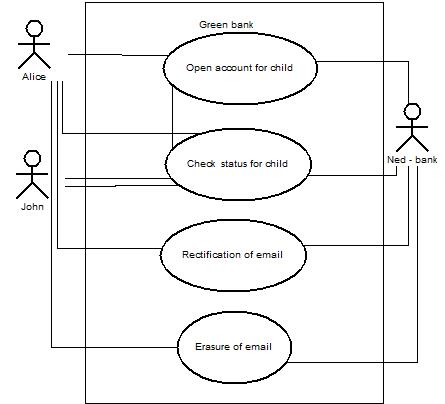 Green bank
Open account for child
Alice
Check status for child
Ned - bank
John
Rectification of email
Erasure of email